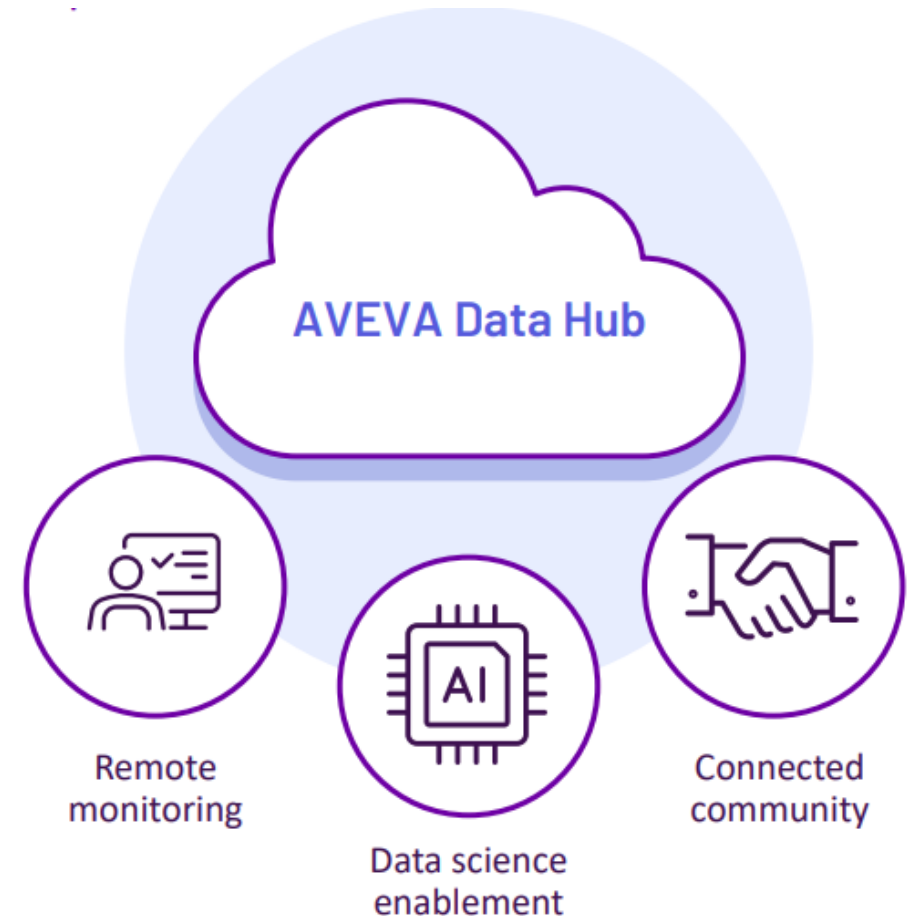 AVEVA Data Hub
AI
Remote
monitoring
Data science
enablement
Connected
community